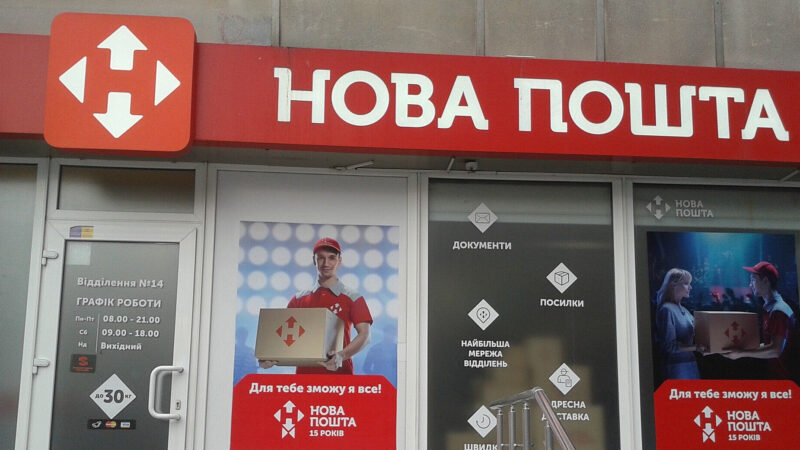 НОВА ПОШТА
Відділення №14
ГРАФІК РОБОТИ
Пн-Пт 08.00 - 21.00
Сб 09.00 - 18.00
Нд Вихідний
ДО 30 КГ
Для тебе зможу я все!
НОВА
ПОШТА
15 РОКІВ
ДОКУМЕНТИ
ПОСИЛКИ
НАЙБІЛЬША
МЕРЕЖА
ВІДДІЛЕНЬ
АДРЕСНА
ДОСТАВКА
НОВА
ПОШТА
Для тебе зможу я все!
НОВА
ПОШТА
15 РОКІВ